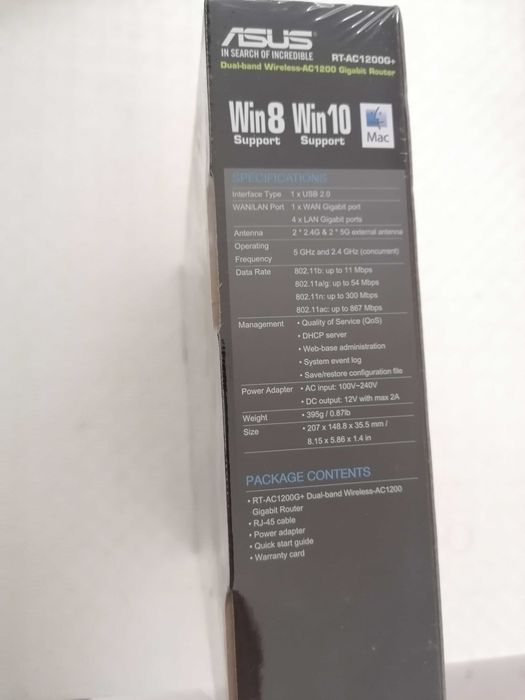 ASUS
IN SEARCH OF INCREDIBLE RT-AC1200G+
Dual-band Wireless-AC1200 Gigabit Router
Win8 Win10
Support Support Mac
SPECIFICATIONS
Interface Type 1 x USB 2.0
WAN/LAN Port 1 x WAN Gigabit port
4 x LAN Gigabit ports
Antenna 2 * 2.4G & 2 * 5G external antenna
Operating
Frequency 5 GHz and 2.4 GHz (concurrent)
Data Rate 802.11b: up to 11 Mbps
802.11a/g: up to 54 Mbps
802.11n: up to 300 Mbps
802.11ac: up to 867 Mbps
Management • Quality of Service (QoS)
• DHCP server
• Web-base administration
• System event log
• Save/restore configuration file
Power Adapter • AC input: 100V~240V
• DC output: 12V with max 2A
Weight • 395g / 0.87lb
Size • 207 x 148.8 x 35.5 mm /
8.15 x 5.86 x 1.4 in
PACKAGE CONTENTS
• RT-AC1200G+ Dual-band Wireless-AC1200
Gigabit Router
• RJ-45 cable
• Power adapter
• Quick start guide
• Warranty card